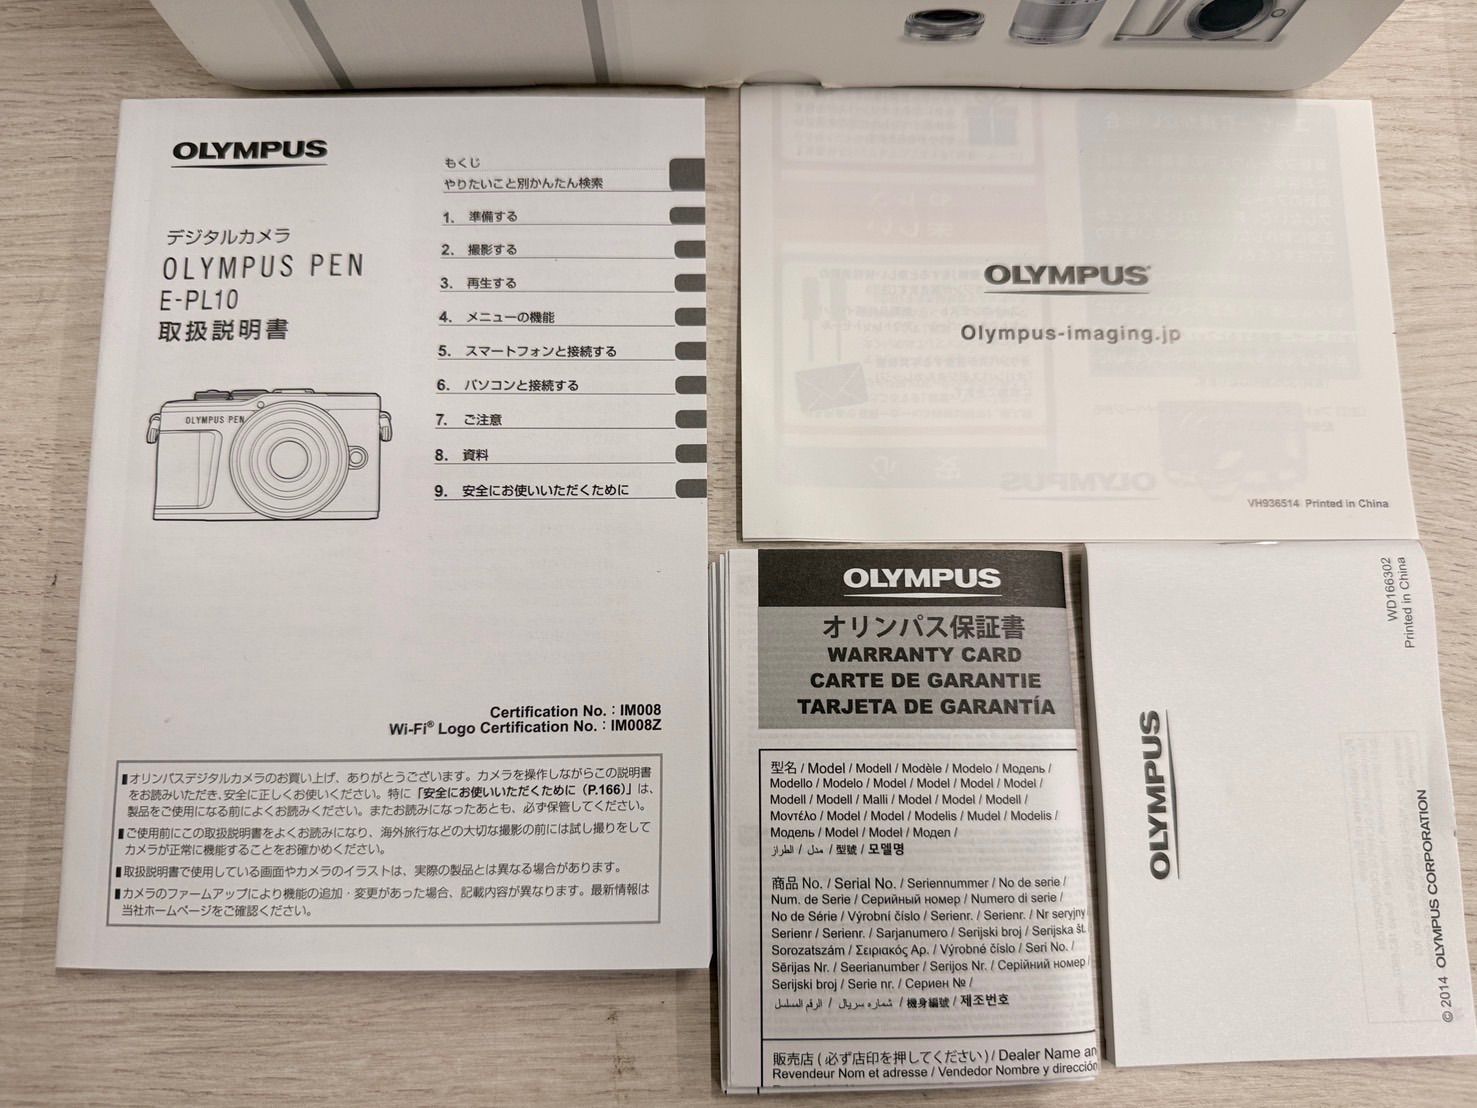 OLYMPUS
デジタルカメラ
OLYMPUS PEN
E-PL10
取扱説明書
OLYMPUS PEN
もくじ
やりたいこと別かんたん検索
1. 準備する
2. 撮影する
3. 再生する
4. メニューの機能
5. スマートフォンと接続する
6. パソコンと接続する
7. ご注意
8. 資料
9. 安全にお使いいただくために
Certification No. : IM008
Wi-Fi® Logo Certification No. : IM008Z
■オリンパスデジタルカメラのお買い上げ、ありがとうございます。カメラを操作しながらこの説明書
をお読みいただき、安全に正しくお使いください。特に「安全にお使いいただくために（P.166）」は、
製品をご使用になる前によくお読みください。またお読みになったあとも、必ず保管してください。
■ご使用前にこの取扱説明書をよくお読みになり、海外旅行などの大切な撮影の前には試し撮りをして
カメラが正常に機能することをお確かめください。
■取扱説明書で使用している画面やカメラのイラストは、実際の製品とは異なる場合があります。
■カメラのファームアップにより機能の追加・変更があった場合、記載内容が異なります。最新情報は
当社ホームページをご確認ください。
OLYMPUS®
Olympus-imaging.jp
VH936514 Printed in China
OLYMPUS
オリンパス保証書
WARRANTY CARD
CARTE DE GARANTIE
TARJETA DE GARANTÍA
型名 / Model / Modell / Modèle / Modelo / Модель /
Modello / Modelo / Model / Model / Model / Model /
Modell / Modell / Malli / Model / Model / Modell /
Μοντέλο / Model / Model / Modelis / Mudel / Modelis /
Модель / Model / Model / Модел /
الطراز / مدل / 型號 / 모델명
商品 No. / Serial No. / Seriennummer / No de serie /
Num. de Serie / Серийный номер / Numero di serie /
No de Série / Výrobní číslo / Serienr. / Serienr. / Nr seryjny
Serienr / Serienr. / Sarjanumero / Serijski broj / Serijska št.
Sorozatszám / Σειριακός Αρ. / Výrobné číslo / Seri No. /
Sērijas Nr. / Seerianumber / Serijos Nr. / Серійний номер /
Serijski broj / Serie nr. / Сериен № /
الرقم المسلسل / شماره سریال / 機身編號 / 제조번호
販売店 ( 必ず店印を押してください) / Dealer Name an
Revendeur Nom et adresse / Vendedor Nombre y dirección
WD166302
Printed in China
OLYMPUS
© 2014 OLYMPUS CORPORATION